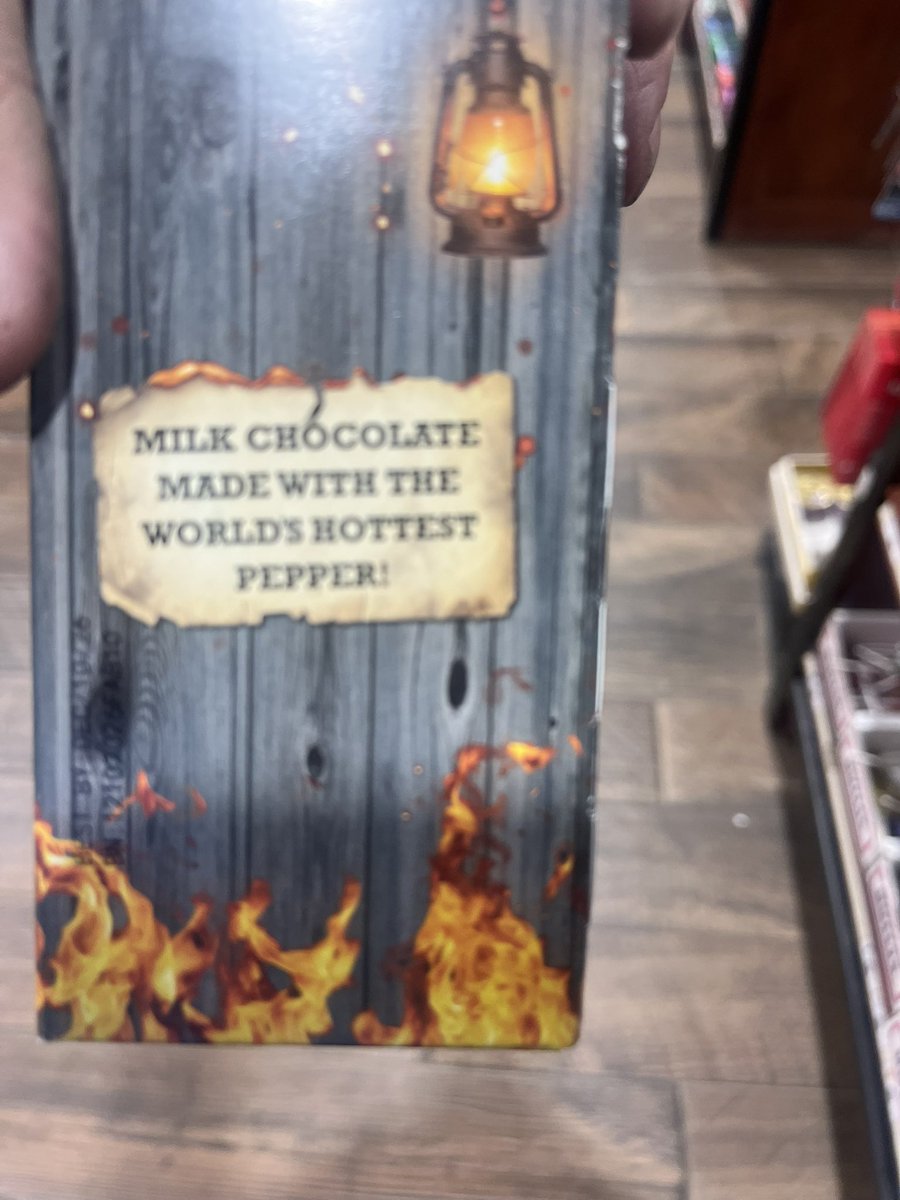 MILK CHOCOLATE
MADE WITH THE
WORLD'S HOTTEST
PEPPER!